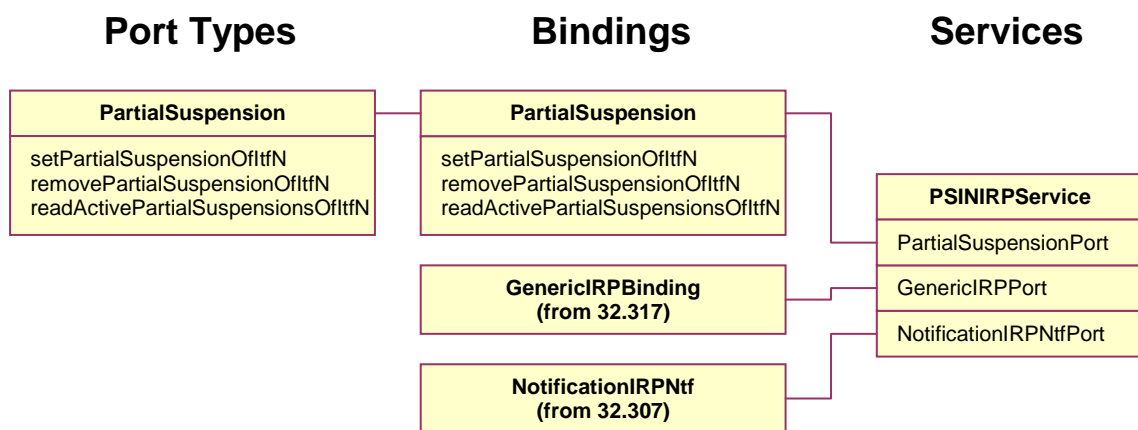 Port Types
Bindings
Services
PartialSuspension
setPartialSuspensionOfItfN
removePartialSuspensionOfItfN
readActivePartialSuspensionsOfItfN
PartialSuspension
setPartialSuspensionOfItfN
removePartialSuspensionOfItfN
readActivePartialSuspensionsOfItfN
GenericIRPBinding
(from 32.317)
NotificationIRPNtf
(from 32.307)
PSINIRPService
PartialSuspensionPort
GenericIRPPort
NotificationIRPNtfPort